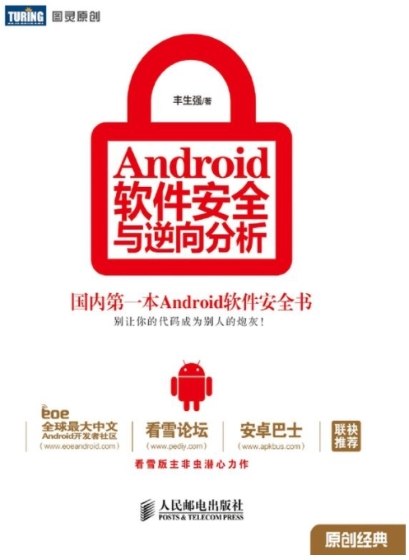 TURING 图灵原创
丰生强/著
Android
软件安全
与逆向分析
国内第一本Android软件安全书
别让你的代码成为别人的炮灰!
eoe
全球最大中文
Android开发者社区
(www.eoeandroid.com)
看雪论坛
(www.pediy.com)
安卓巴士
(www.apkbus.com)
联袂
推荐
看雪版主非虫潜心力作
人民邮电出版社
POSTS & TELECOM PRESS
原创经典